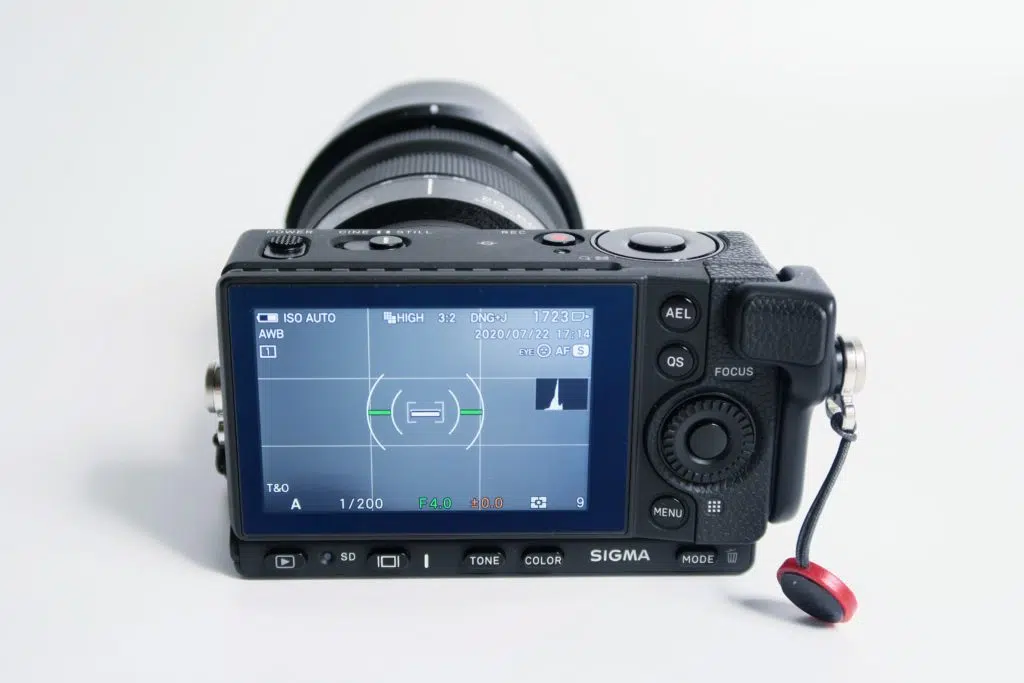 POWER CINE STILL REC
ISO AUTO HIGH 3:2 DNG+J 1723
AWB 2020/07/22 17:14
1 EYE AF S
T&O
A 1/200 F4.0 ±0.0 9
AEL
QS
FOCUS
MENU
SD TONE COLOR SIGMA MODE